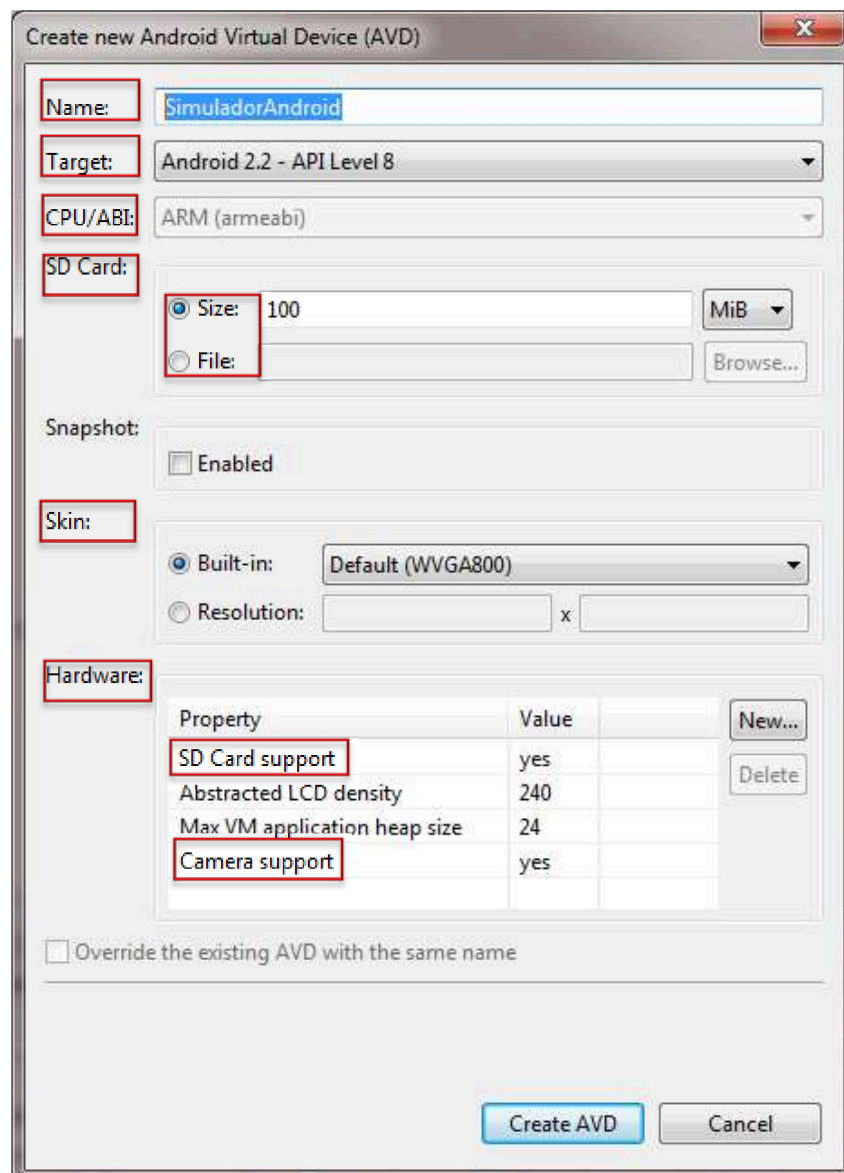 Create new Android Virtual Device (AVD)
Name: SimuladorAndroid
Target: Android 2.2 - API Level 8
CPU/ABI: ARM (armeabi)
SD Card:
Size: 100 MiB
File: Browse...
Snapshot:
Enabled
Skin:
Built-in: Default (WVGA800)
Resolution: x
Hardware:
Property Value New...
SD Card support yes
Delete
Abstracted LCD density 240
Max VM application heap size 24
Camera support yes
Override the existing AVD with the same name
Create AVD Cancel